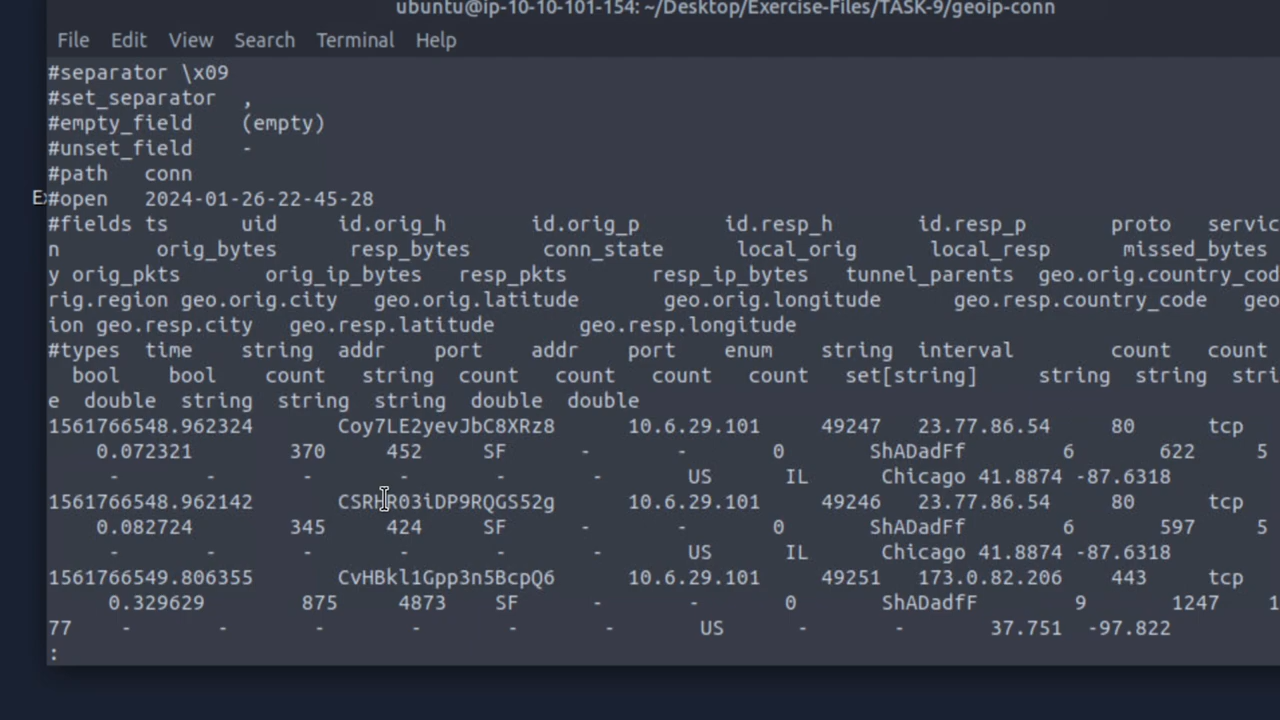 ubuntu@ip-10-10-101-154: ~/Desktop/Exercise-Files/TASK-9/geoip-conn
File Edit View Search Terminal Help
#separator \x09
#set_separator ,
#empty_field (empty)
#unset_field -
#path conn
Ex
#open 2024-01-26-22-45-28
#fields ts uid id.orig_h id.orig_p id.resp_h id.resp_p proto servic
n orig_bytes resp_bytes conn_state local_orig local_resp missed_bytes
y orig_pkts orig_ip_bytes resp_pkts resp_ip_bytes tunnel_parents geo.orig.country_cod
rig.region geo.orig.city geo.orig.latitude geo.orig.longitude geo.resp.country_code geo
ion geo.resp.city geo.resp.latitude geo.resp.longitude
#types time string addr port addr port enum string interval count count
bool bool count string count count count count set[string] string string stri
e double string string string double double
1561766548.962324 Coy7LE2yevJbC8XRz8 10.6.29.101 49247 23.77.86.54 80 tcp
0.072321 370 452 SF - - 0 ShADadFf 6 622 5
- - - - - - US IL Chicago 41.8874 -87.6318
1561766548.962142 CSRHR03iDP9RQGS52g 10.6.29.101 49246 23.77.86.54 80 tcp
0.082724 345 424 SF - - 0 ShADadFf 6 597 5
- - - - - - US IL Chicago 41.8874 -87.6318
1561766549.806355 CvHBkl1Gpp3n5BcpQ6 10.6.29.101 49251 173.0.82.206 443 tcp
0.329629 875 4873 SF - - 0 ShADadfF 9 1247 1
77 - - - - - - US - - 37.751 -97.822
: